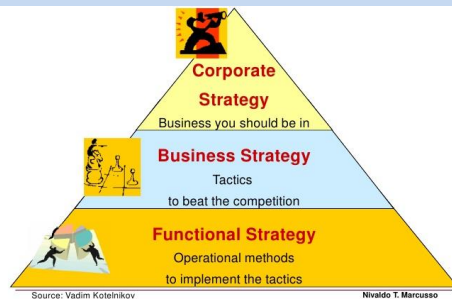 Corporate
Strategy
Business you should be in
Business Strategy
Tactics
to beat the competition
Functional Strategy
Operational methods
to implement the tactics
Source: Vadim Kotelnikov
Nivaldo T. Marcusso